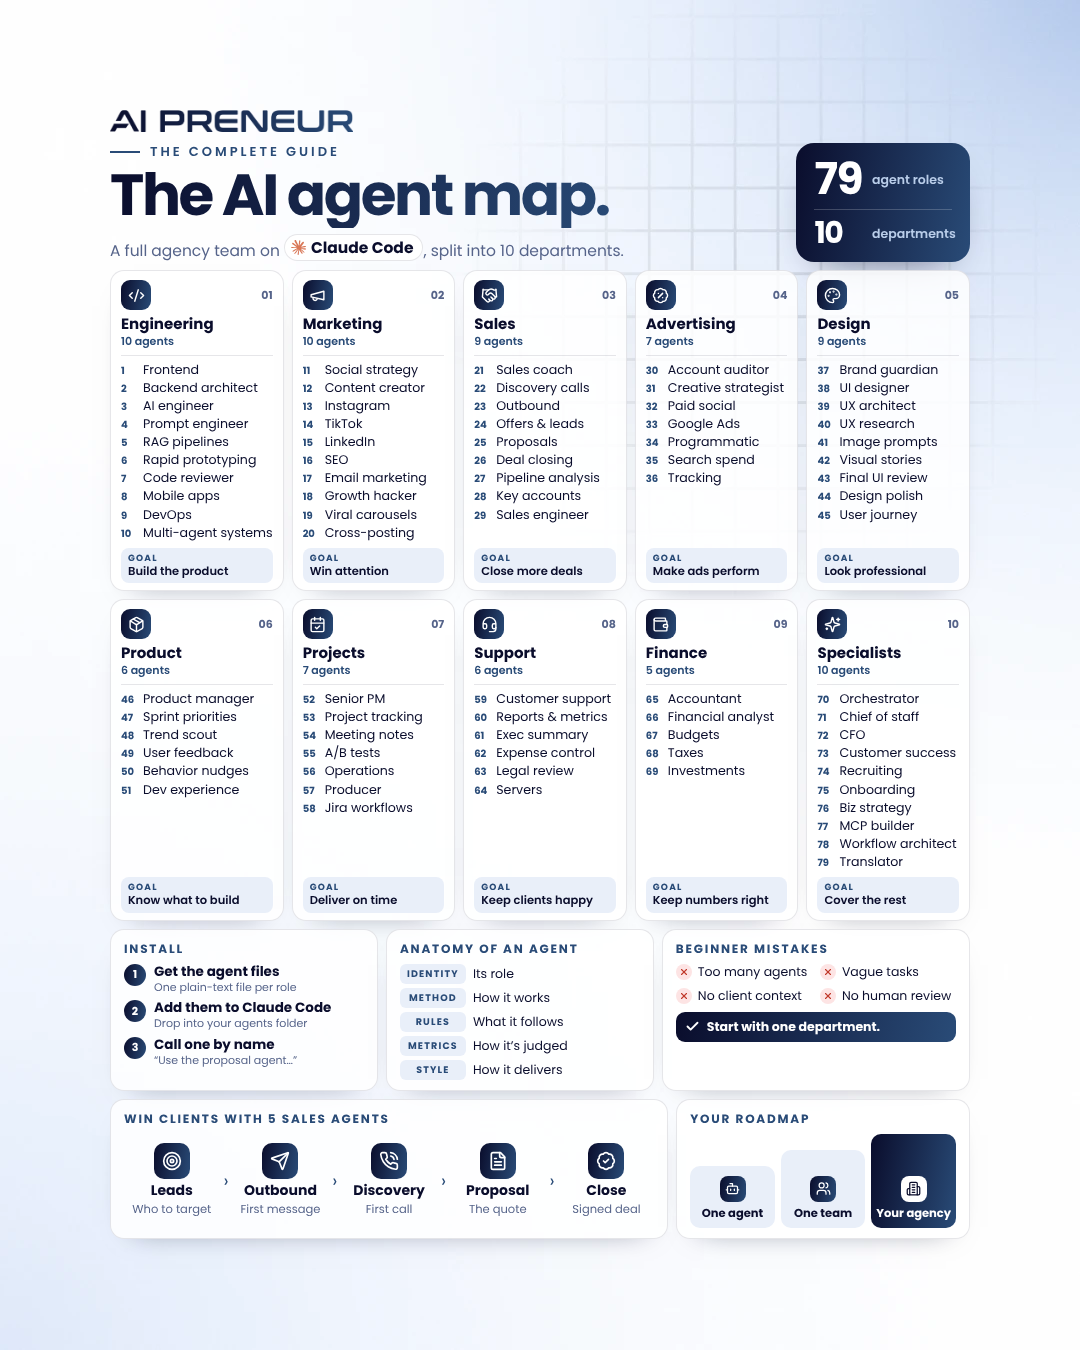 AI PRENEUR
THE COMPLETE GUIDE
The AI agent map.
A full agency team on Claude Code, split into 10 departments.
79 agent roles
10 departments
01
Engineering
10 agents
1 Frontend
2 Backend architect
3 AI engineer
4 Prompt engineer
5 RAG pipelines
6 Rapid prototyping
7 Code reviewer
8 Mobile apps
9 DevOps
10 Multi-agent systems
GOAL
Build the product
02
Marketing
10 agents
11 Social strategy
12 Content creator
13 Instagram
14 TikTok
15 LinkedIn
16 SEO
17 Email marketing
18 Growth hacker
19 Viral carousels
20 Cross-posting
GOAL
Win attention
03
Sales
9 agents
21 Sales coach
22 Discovery calls
23 Outbound
24 Offers & leads
25 Proposals
26 Deal closing
27 Pipeline analysis
28 Key accounts
29 Sales engineer
GOAL
Close more deals
04
Advertising
7 agents
30 Account auditor
31 Creative strategist
32 Paid social
33 Google Ads
34 Programmatic
35 Search spend
36 Tracking
GOAL
Make ads perform
05
Design
9 agents
37 Brand guardian
38 UI designer
39 UX architect
40 UX research
41 Image prompts
42 Visual stories
43 Final UI review
44 Design polish
45 User journey
GOAL
Look professional
06
Product
6 agents
46 Product manager
47 Sprint priorities
48 Trend scout
49 User feedback
50 Behavior nudges
51 Dev experience
GOAL
Know what to build
07
Projects
7 agents
52 Senior PM
53 Project tracking
54 Meeting notes
55 A/B tests
56 Operations
57 Producer
58 Jira workflows
GOAL
Deliver on time
08
Support
6 agents
59 Customer support
60 Reports & metrics
61 Exec summary
62 Expense control
63 Legal review
64 Servers
GOAL
Keep clients happy
09
Finance
5 agents
65 Accountant
66 Financial analyst
67 Budgets
68 Taxes
69 Investments
GOAL
Keep numbers right
10
Specialists
10 agents
70 Orchestrator
71 Chief of staff
72 CFO
73 Customer success
74 Recruiting
75 Onboarding
76 Biz strategy
77 MCP builder
78 Workflow architect
79 Translator
GOAL
Cover the rest
INSTALL
1 Get the agent files
One plain-text file per role
2 Add them to Claude Code
Drop into your agents folder
3 Call one by name
“Use the proposal agent...”
ANATOMY OF AN AGENT
IDENTITY Its role
METHOD How it works
RULES What it follows
METRICS How it’s judged
STYLE How it delivers
BEGINNER MISTAKES
Too many agents
Vague tasks
No client context
No human review
Start with one department.
WIN CLIENTS WITH 5 SALES AGENTS
Leads
Who to target
›
Outbound
First message
›
Discovery
First call
›
Proposal
The quote
›
Close
Signed deal
YOUR ROADMAP
One agent
One team
Your agency